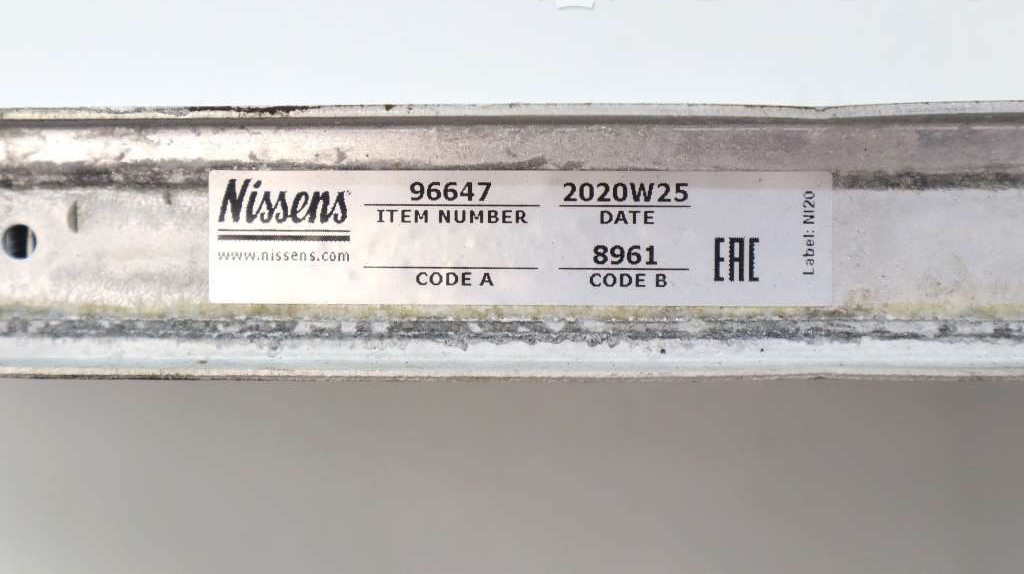 Nissens
www.nissens.com
96647
ITEM NUMBER
2020W25
DATE
CODE A
8961
CODE B
EAC
Label: NI20